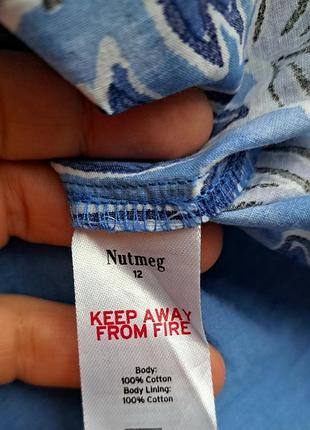 Nutmeg
12
KEEP AWAY
FROM FIRE
Body:
100% Cotton
Body Lining:
100% Cotton